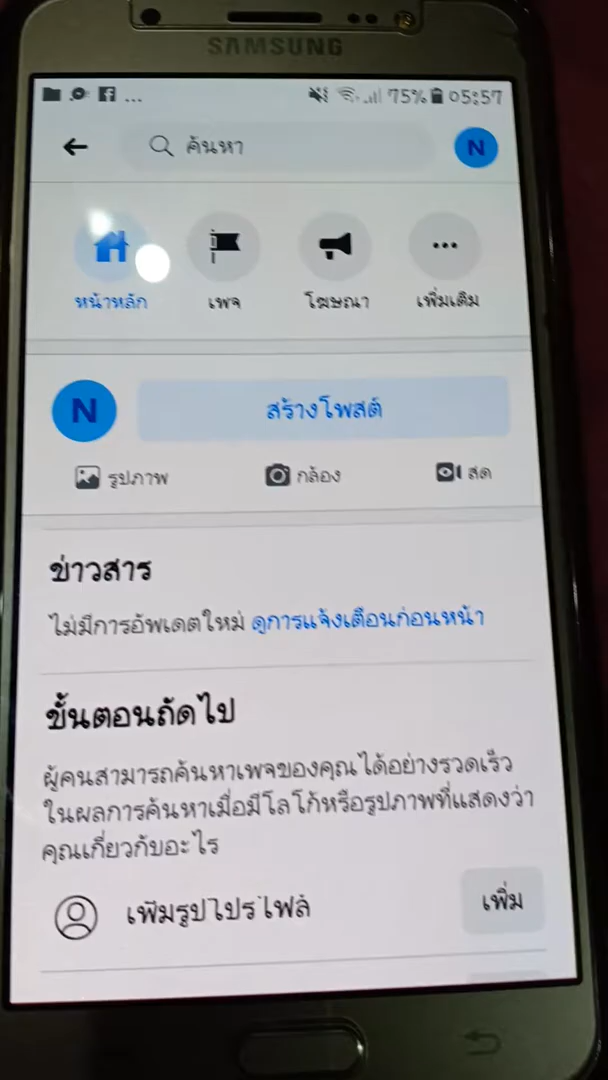 SAMSUNG
... 75% 05:57
ค้นหา N
หน้าหลัก เพจ โฆษณา เพิ่มเติม
N สร้างโพสต์
รูปภาพ กล้อง สด
ข่าวสาร
ไม่มีการอัพเดตใหม่ ดูการแจ้งเตือนก่อนหน้า
ขั้นตอนถัดไป
ผู้คนสามารถค้นหาเพจของคุณได้อย่างรวดเร็ว
ในผลการค้นหาเมื่อมีโลโก้หรือรูปภาพที่แสดงว่า
คุณเกี่ยวกับอะไร
เพิ่มรูปโปรไฟล์ เพิ่ม